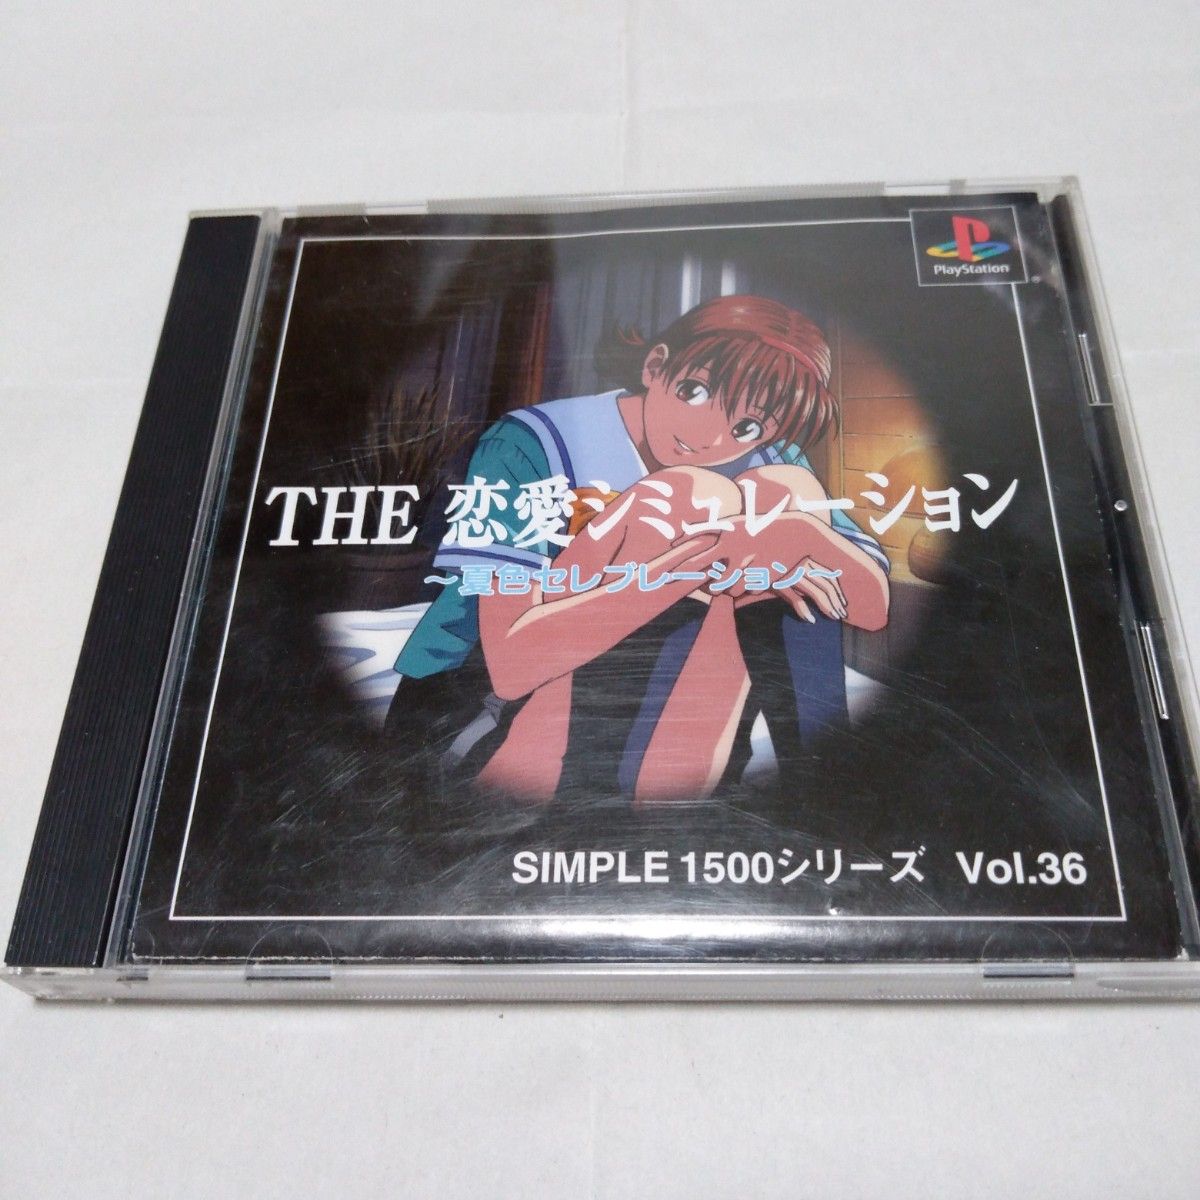 PlayStation
THE 恋愛シミュレーション
～夏色セレブレーション～
SIMPLE 1500シリーズ Vol.36